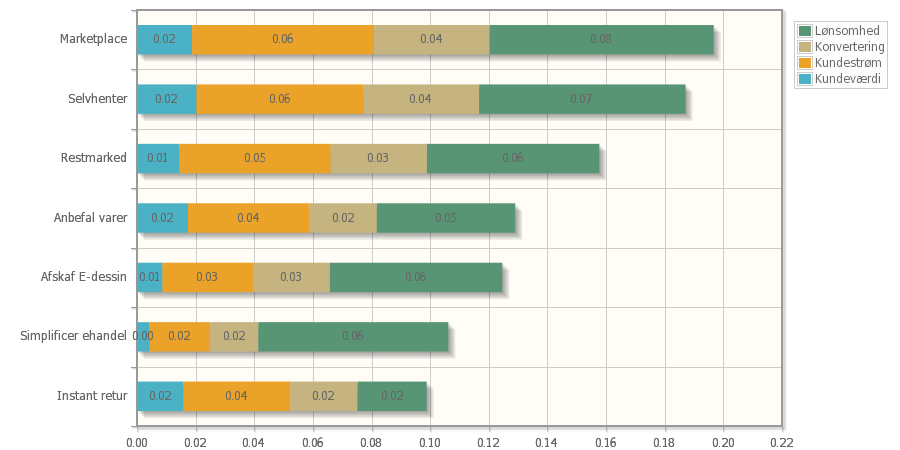 Marketplace 0.02 0.06 0.04 0.08
Selvhenter 0.02 0.06 0.04 0.07
Restmarked 0.01 0.05 0.03 0.06
Anbefal varer 0.02 0.04 0.02 0.05
Afskaf E-dessin 0.01 0.03 0.03 0.06
Simplificer ehandel 0.00 0.02 0.02 0.06
Instant retur 0.02 0.04 0.02 0.02
0.00 0.02 0.04 0.06 0.08 0.10 0.12 0.14 0.16 0.18 0.20 0.22
Lønsomhed
Konvertering
Kundestrøm
Kundeværdi